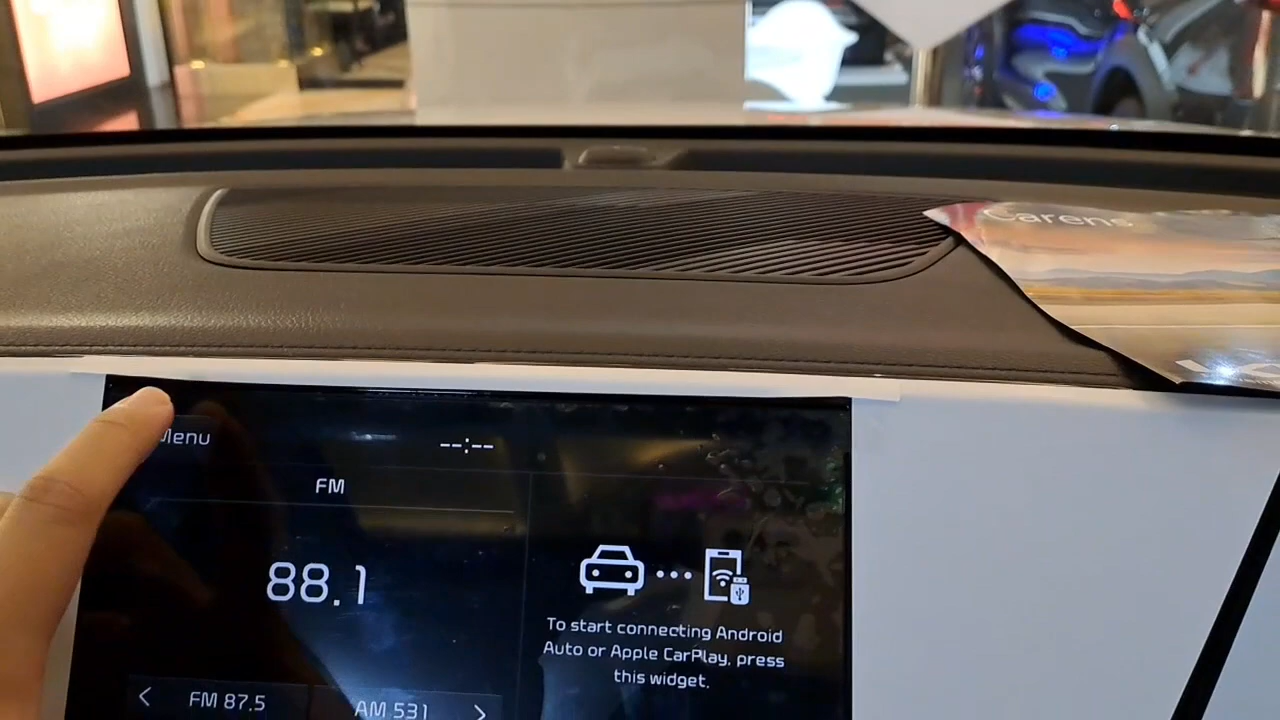 Carens
Menu
--:--
FM
88.1
To start connecting Android
Auto or Apple CarPlay, press
this widget.
< FM 87.5
AM 531 >